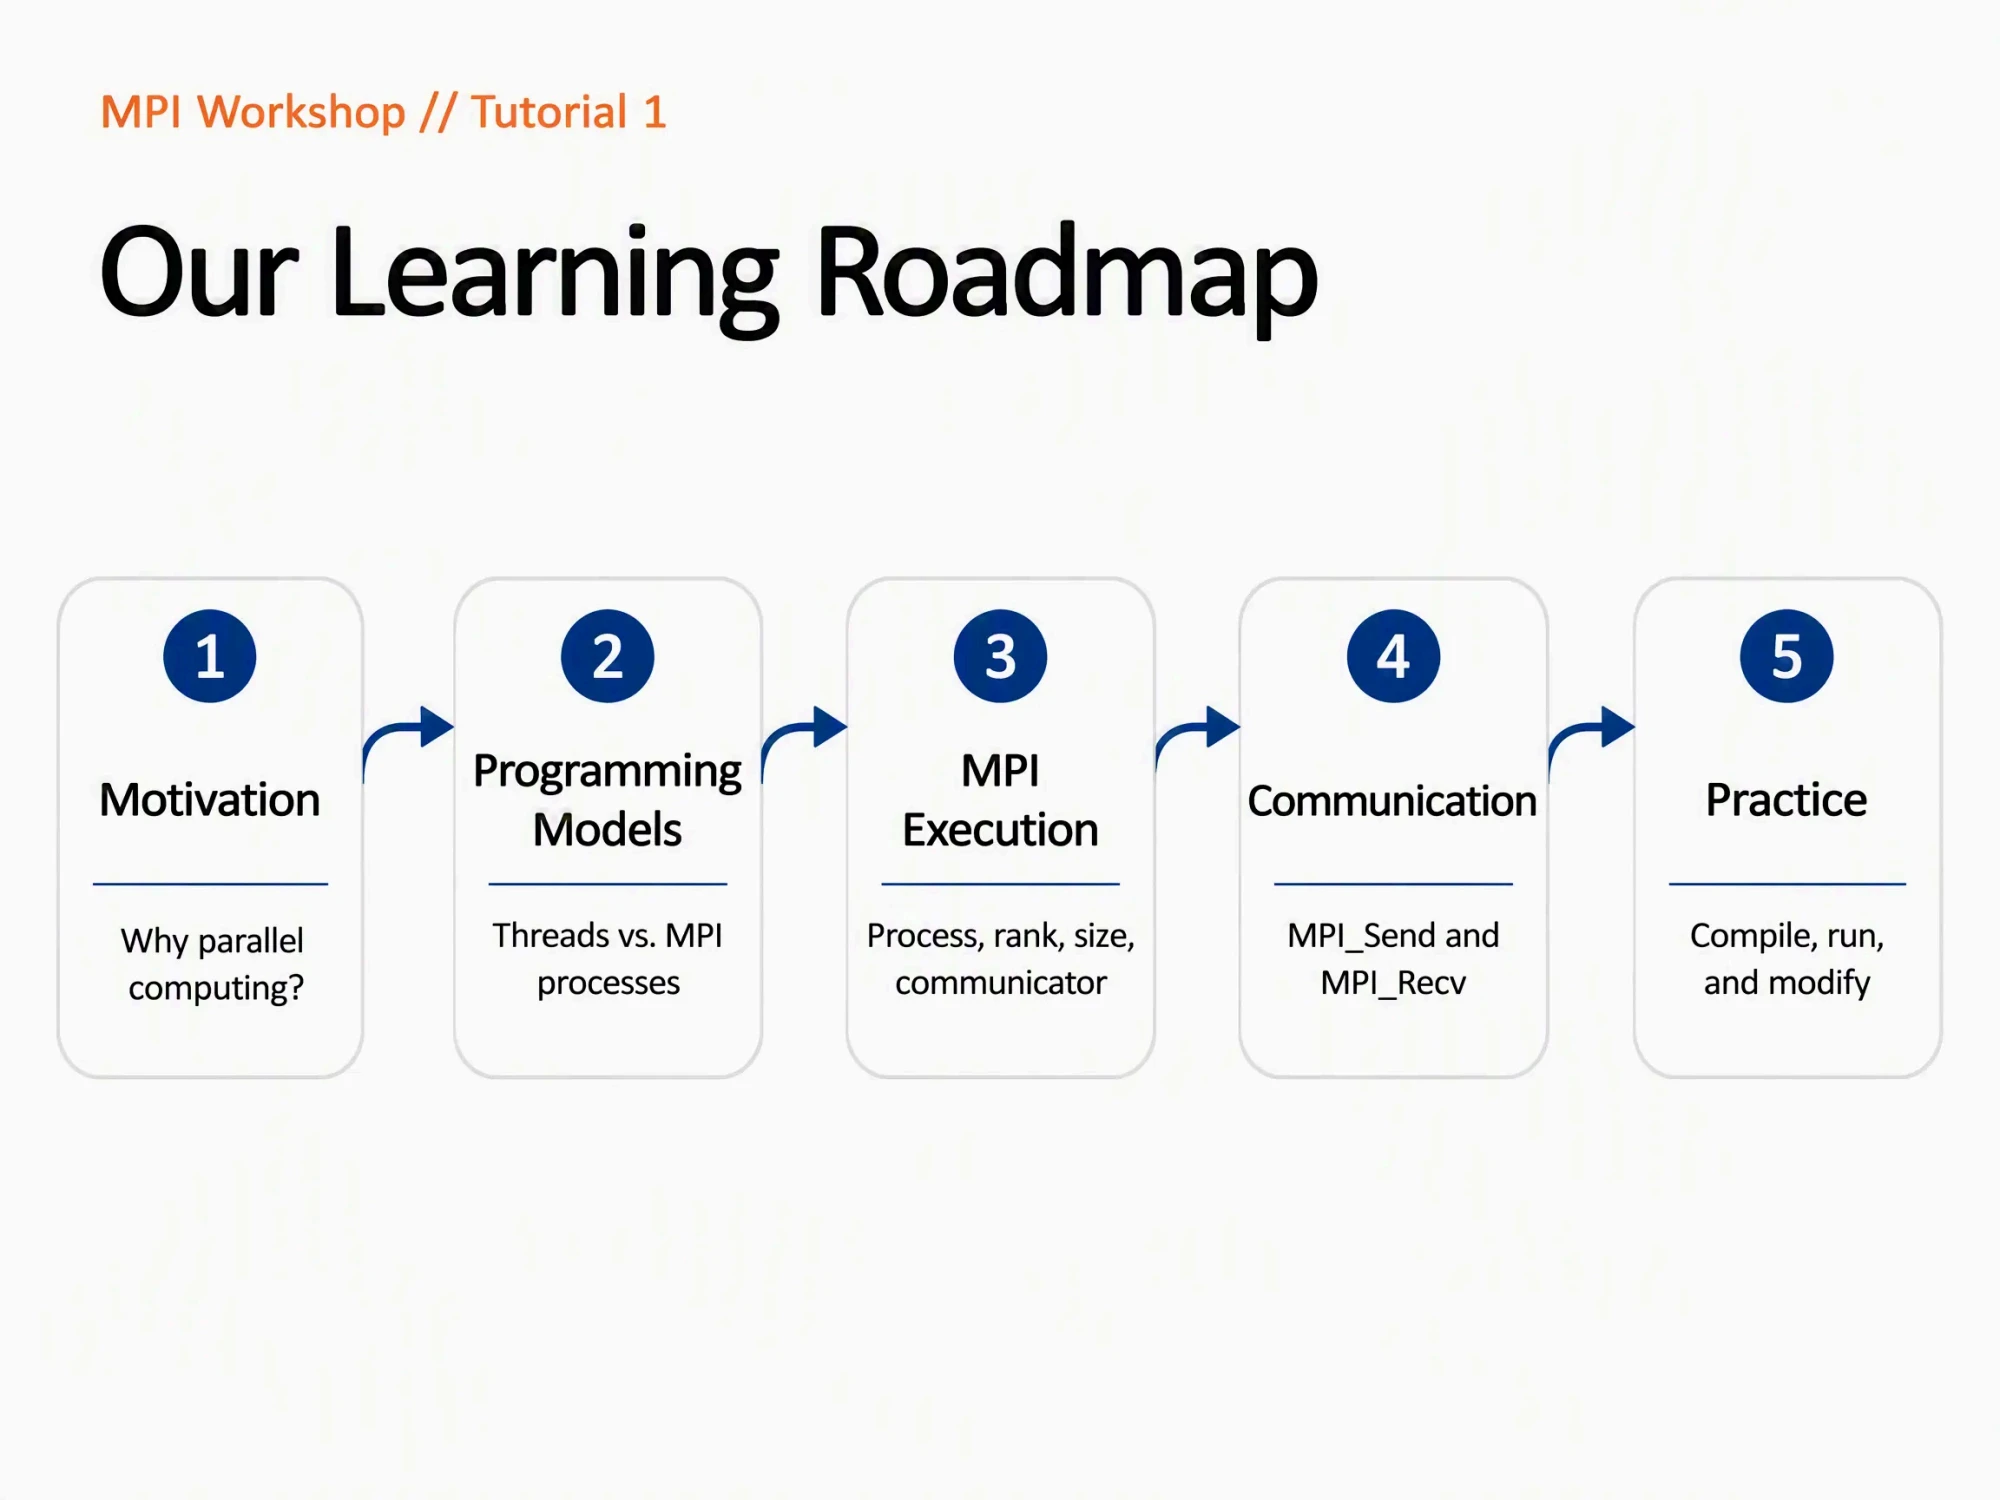 MPI Workshop // Tutorial 1
Our Learning Roadmap
1
Motivation
Why parallel
computing?
2
Programming
Models
Threads vs. MPI
processes
3
MPI
Execution
Process, rank, size,
communicator
4
Communication
MPI_Send and
MPI_Recv
5
Practice
Compile, run,
and modify